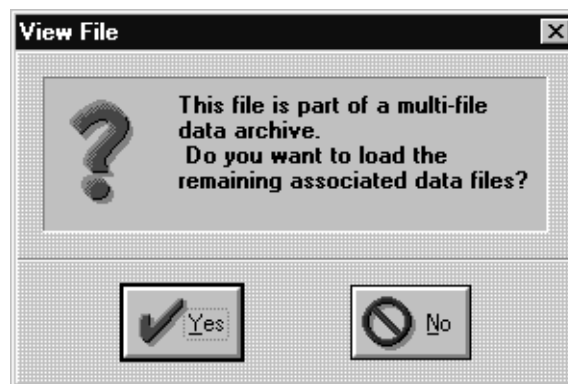 View File
This file is part of a multi-file
data archive.
Do you want to load the
remaining associated data files?
Yes
No